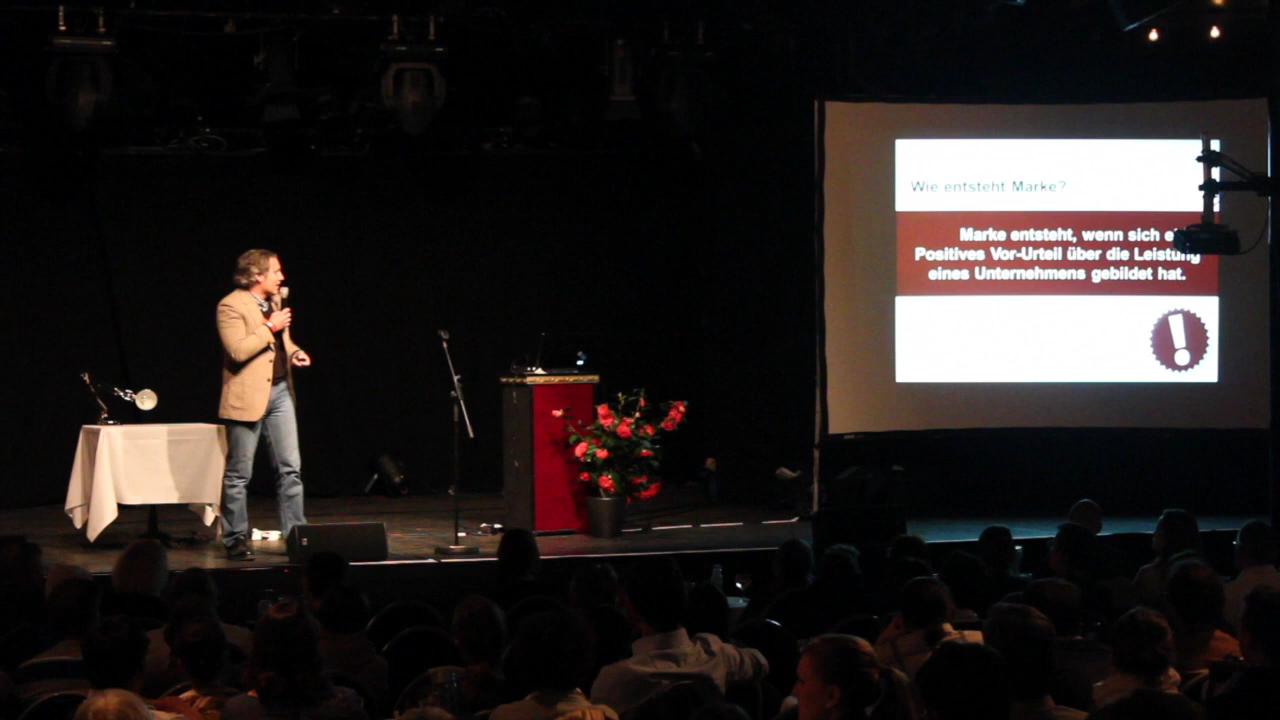 Wie entsteht Marke?
Marke entsteht, wenn sich
Positives Vor-Urteil über die Leistung
eines Unternehmens gebildet hat.